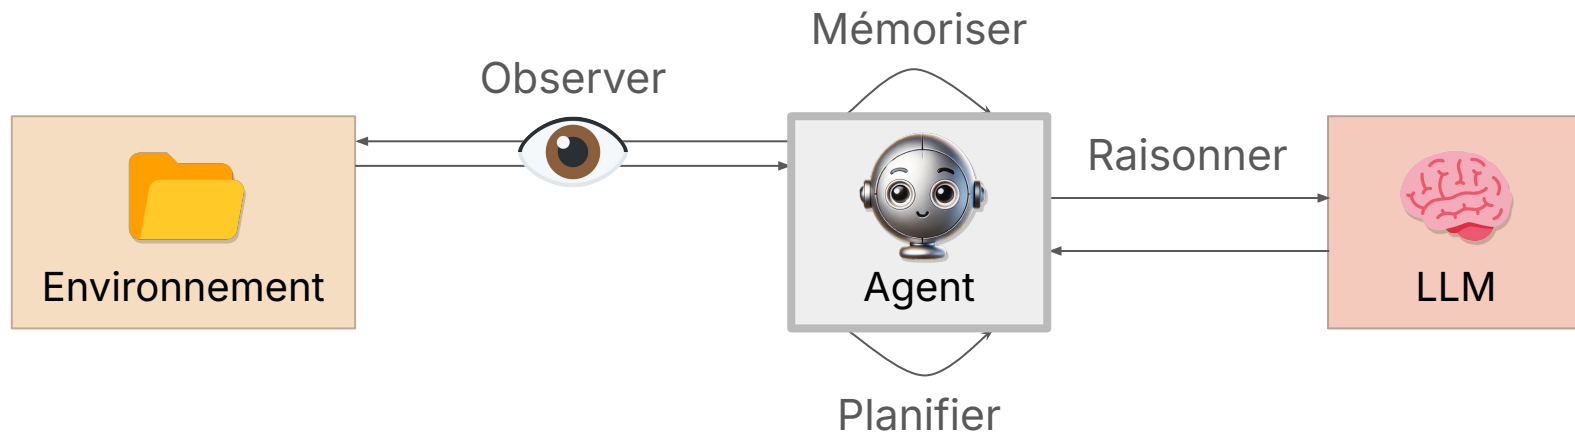 Mémoriser
Observer
Raisonner
Environnement
Agent
LLM
Planifier